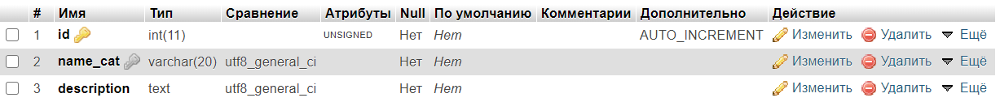 # Имя Тип Сравнение Атрибуты Null По умолчанию Комментарии Дополнительно Действие
1 id int(11) UNSIGNED Нет Нет AUTO_INCREMENT Изменить Удалить Ещё
2 name_cat varchar(20) utf8_general_ci Нет Нет Изменить Удалить Ещё
3 description text utf8_general_ci Нет Нет Изменить Удалить Ещё